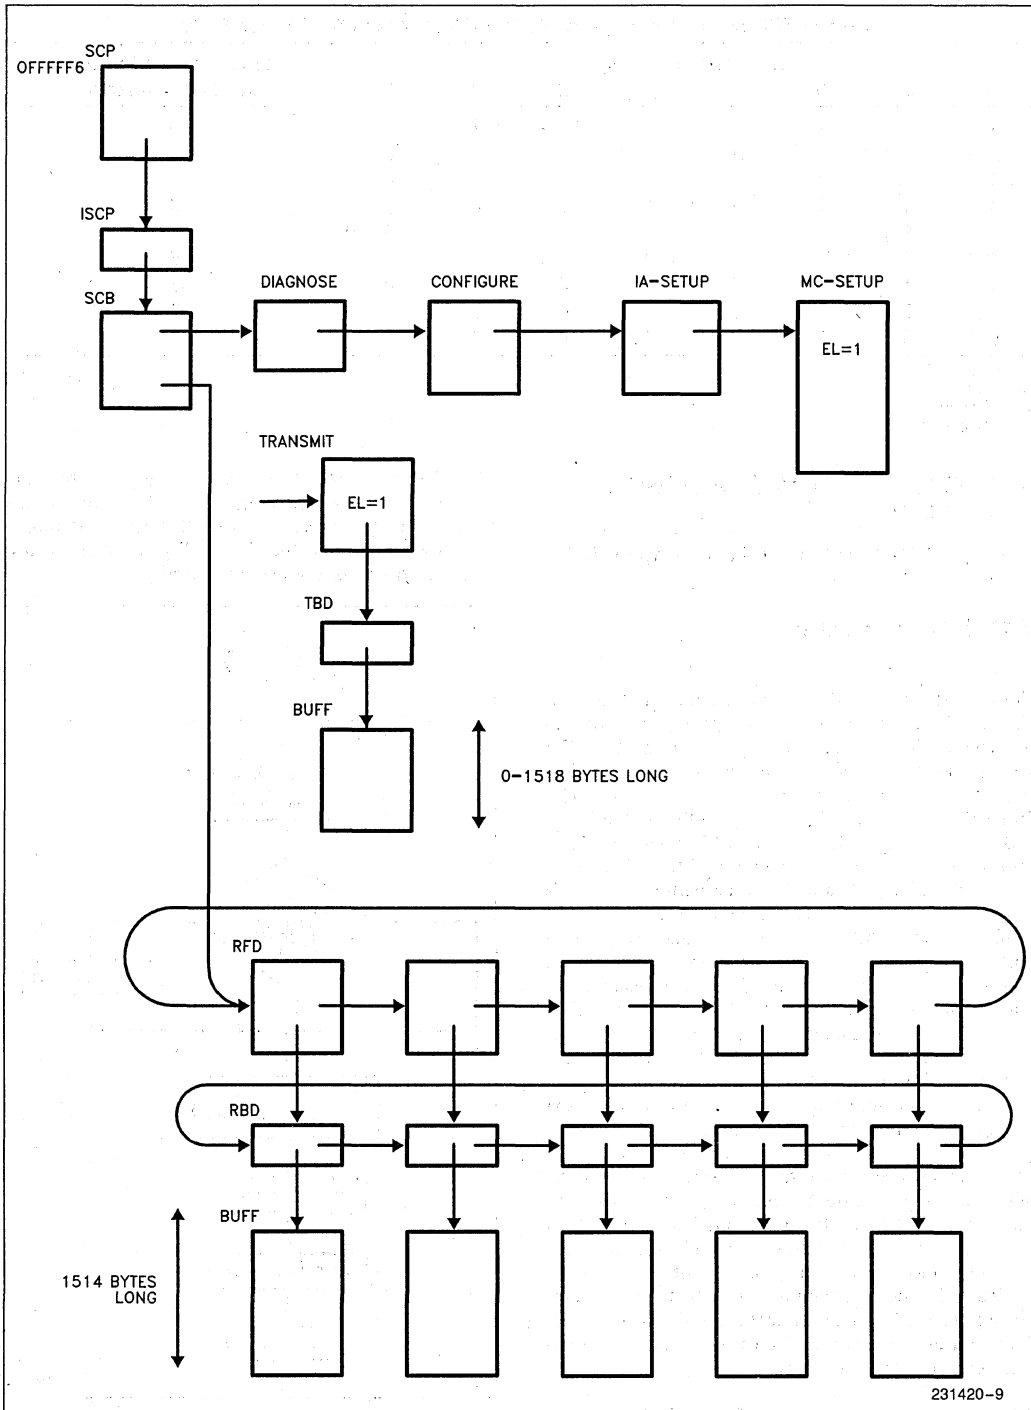 SCP
0FFFFF6
ISCP
SCB
DIAGNOSE
CONFIGURE
IA-SETUP
MC-SETUP
EL=1
TRANSMIT
EL=1
TBD
BUFF
0-1518 BYTES LONG
RFD
RBD
BUFF
1514 BYTES
LONG
231420-9